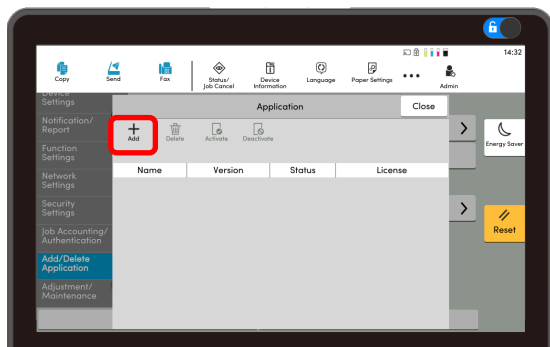 14:32
Copy
Send
Fax
Status/
Job Cancel
Device
Information
Language
Paper Settings
Admin
Device
Settings
Application
Close
Notification/
Report
Add
Delete
Activate
Deactivate
Energy Saver
Function
Settings
Name
Version
Status
License
Network
Settings
Security
Settings
Reset
Job Accounting/
Authentication
Add/Delete
Application
Adjustment/
Maintenance